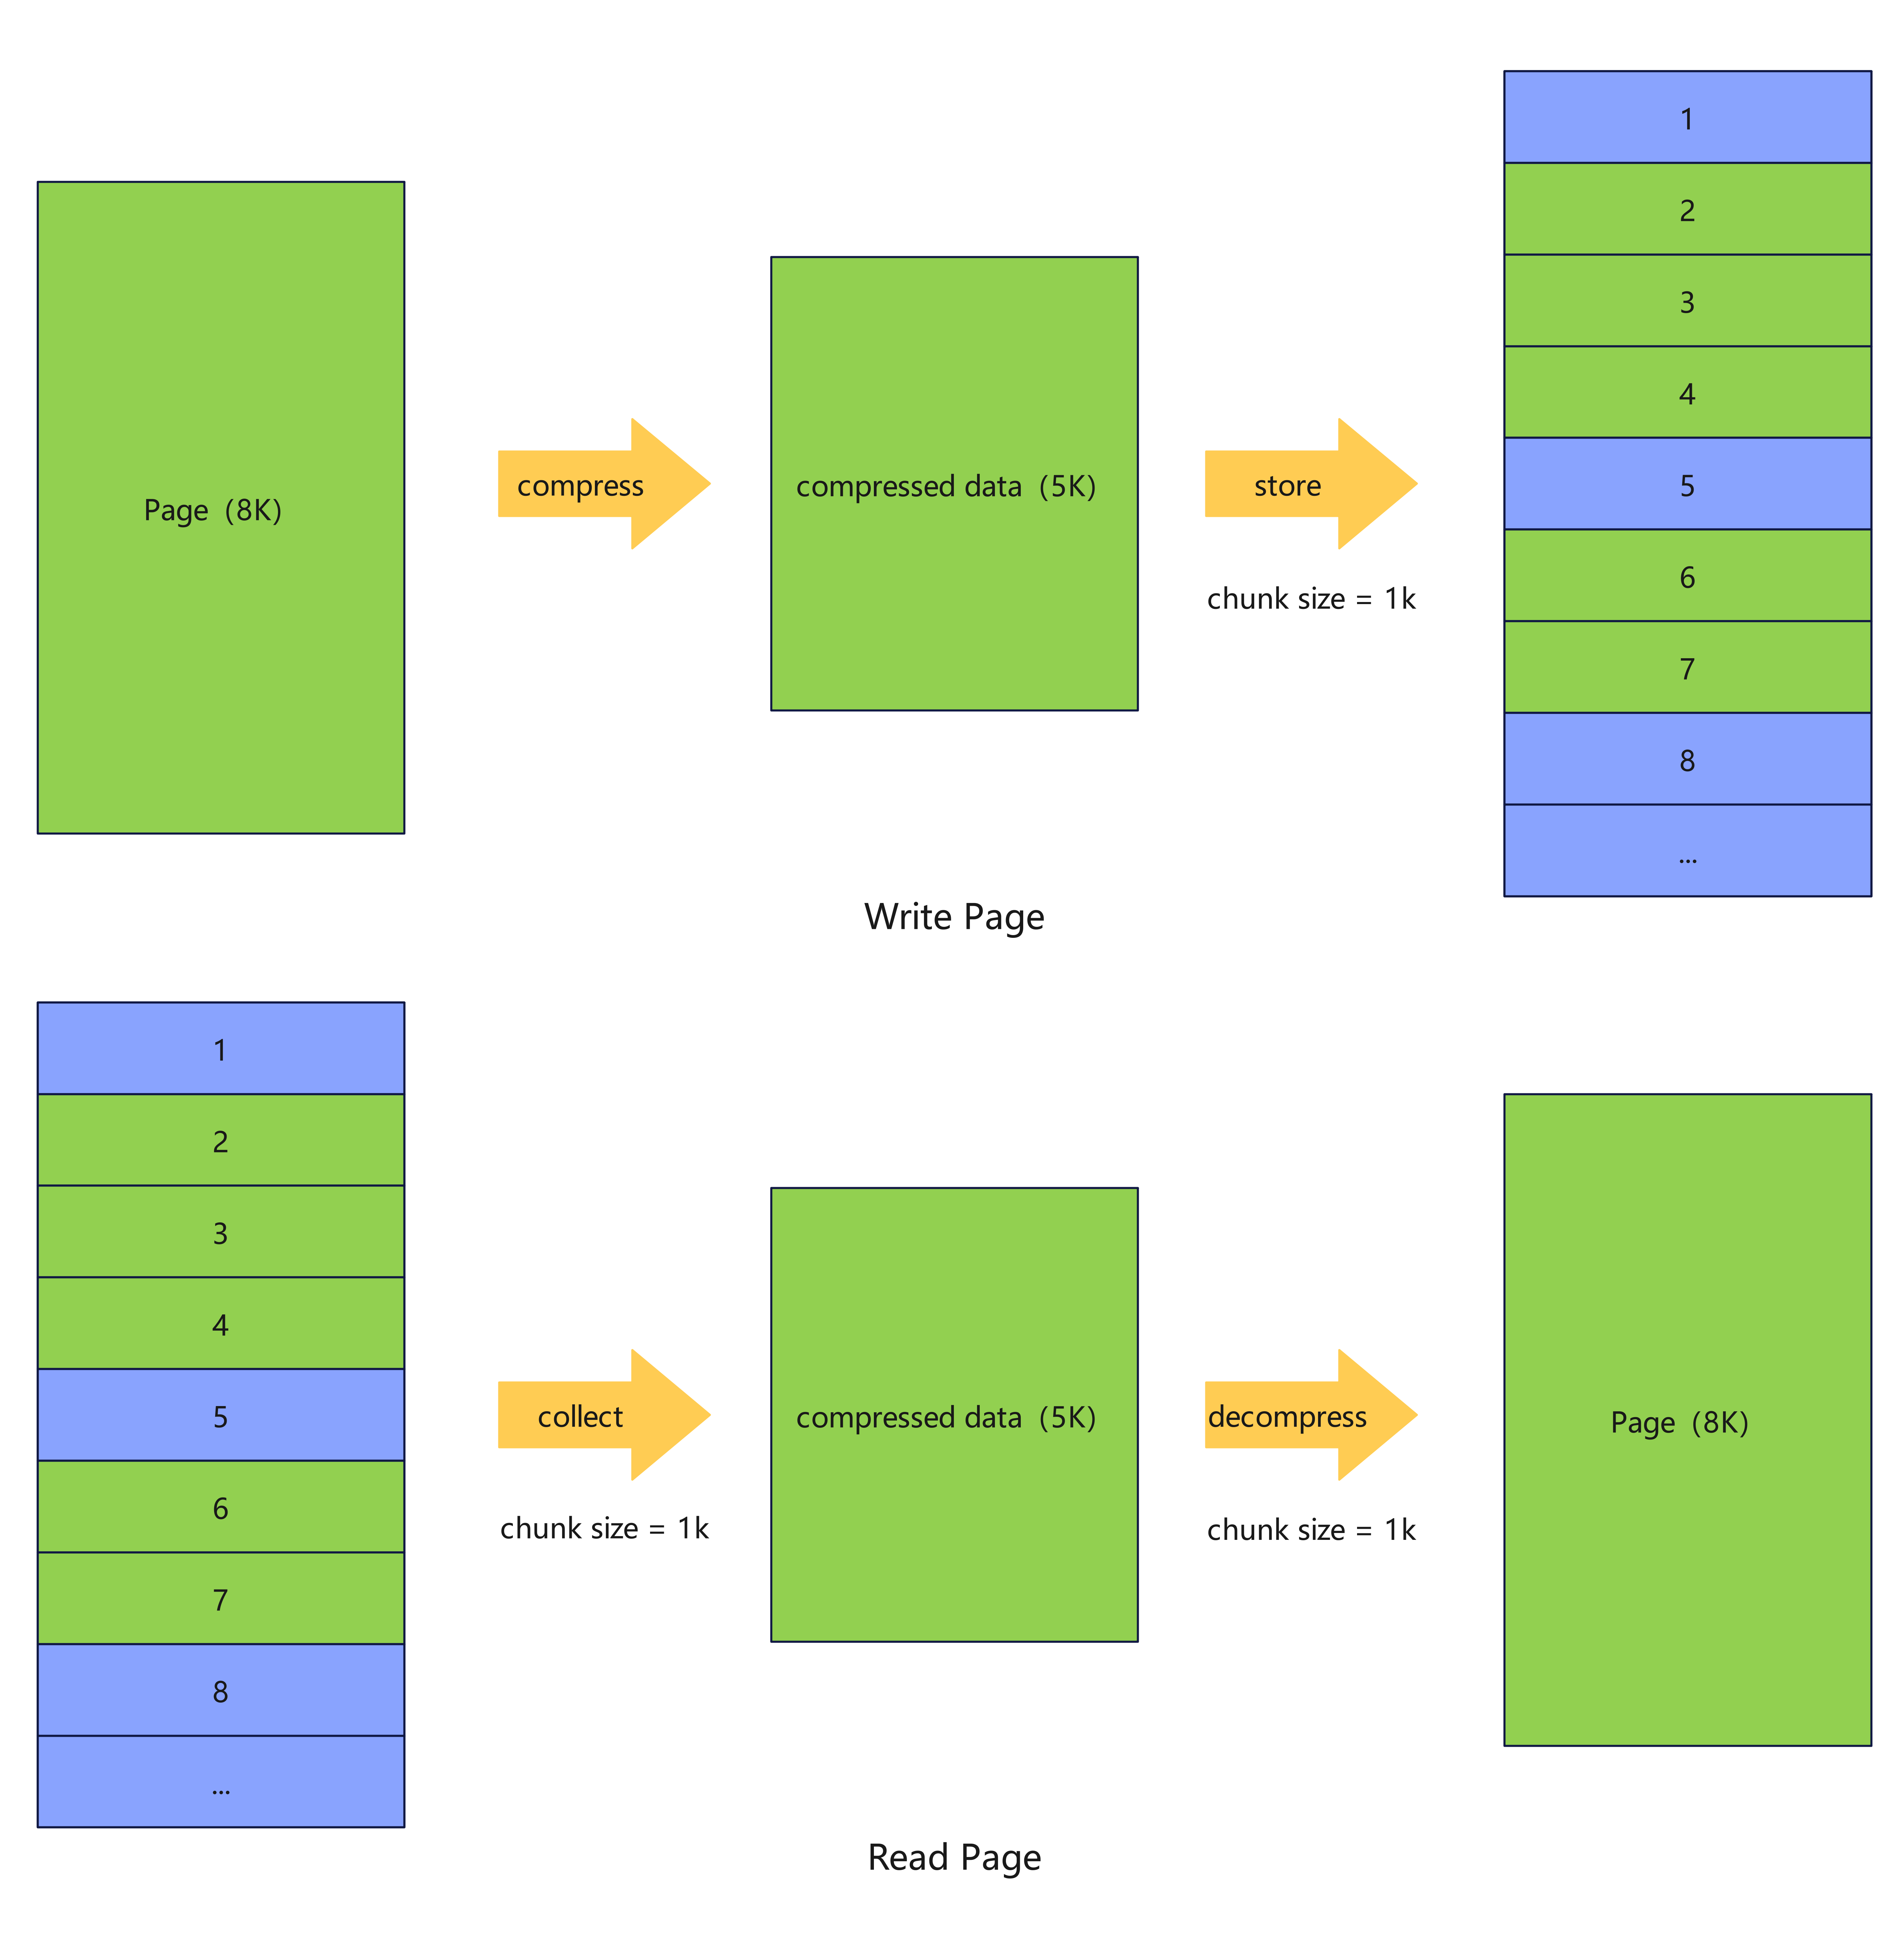 Page (8K)
compress
compressed data (5K)
store
chunk size = 1k
1
2
3
4
5
6
7
8
...
Write Page
1
2
3
4
5
6
7
8
...
collect
chunk size = 1k
compressed data (5K)
decompress
chunk size = 1k
Page (8K)
Read Page